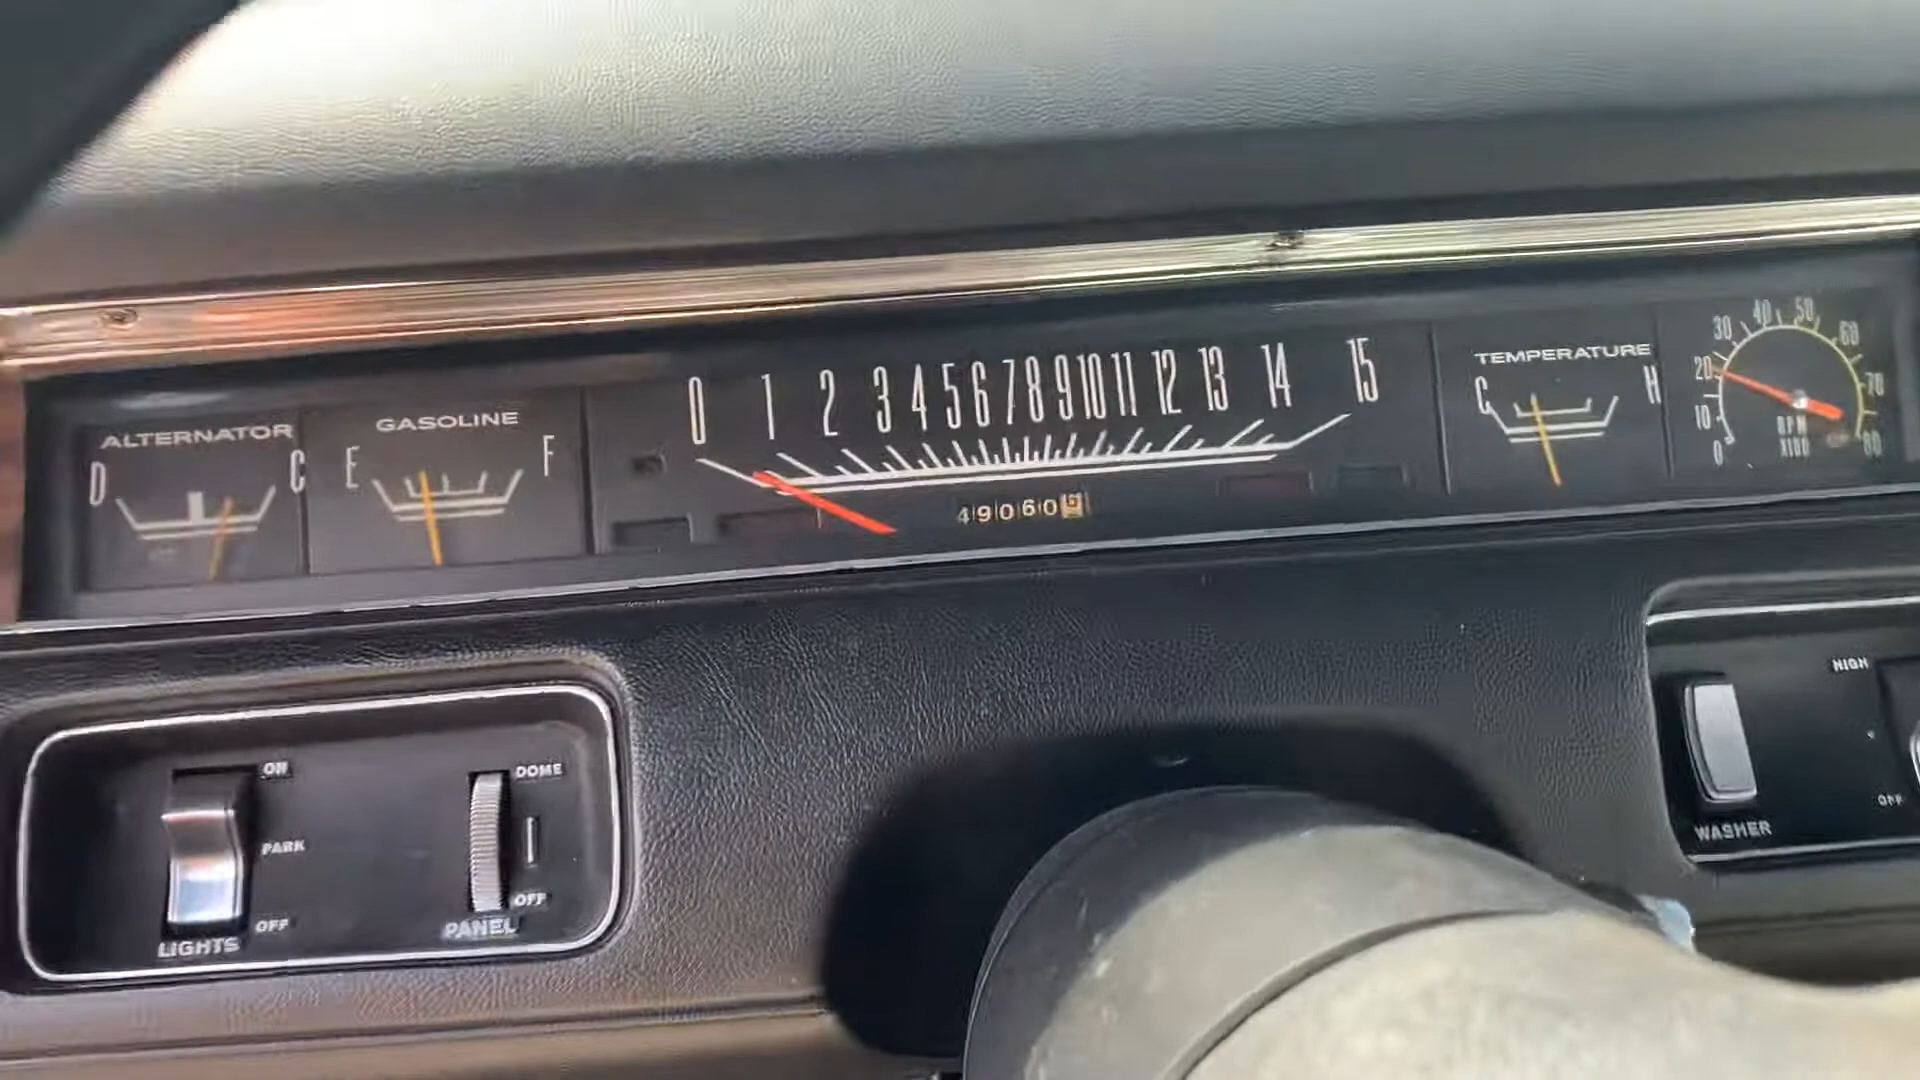 ALTERNATOR
D C
GASOLINE
E F
0 1 2 3 4 5 6 7 8 9 10 11 12 13 14 15
49060
TEMPERATURE
C H
0 10 20 30 40 50 60 70 80
RPM
X100
ON
PARK
OFF
LIGHTS
DOME
OFF
PANEL
HIGH
OFF
WASHER